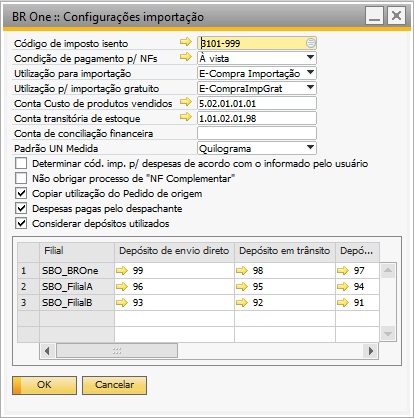 BR One :: Configurações importação
Código de imposto isento 3101-999
Condição de pagamento p/ NFs À vista
Utilização para importação E-Compra Importação
Utilização p/ importação gratuito E-CompraImpGrat
Conta Custo de produtos vendidos 5.02.01.01.01
Conta transitória de estoque 1.01.02.01.98
Conta de conciliação financeira
Padrão UN Medida Quilograma
Determinar cód. imp. p/ despesas de acordo com o informado pelo usuário
Não obrigar processo de "NF Complementar"
Copiar utilização do Pedido de origem
Despesas pagas pelo despachante
Considerar depósitos utilizados
Filial Depósito de envio direto Depósito em trânsito Depó...
1 SBO_BROne 99 98 97
2 SBO_FilialA 96 95 94
3 SBO_FilialB 93 92 91
OK Cancelar